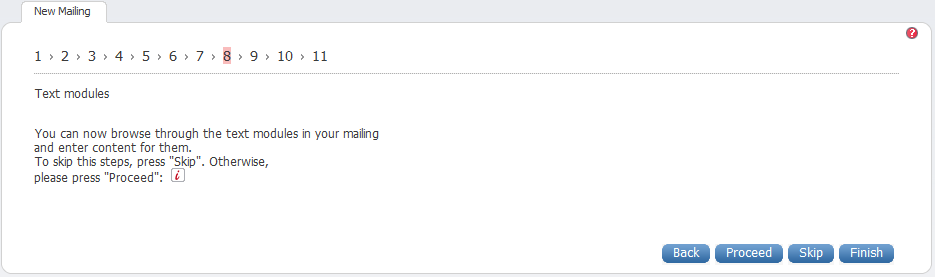 New Mailing
?
1 › 2 › 3 › 4 › 5 › 6 › 7 › 8 › 9 › 10 › 11
Text modules
You can now browse through the text modules in your mailing
and enter content for them.
To skip this steps, press "Skip". Otherwise,
please press "Proceed": i
Back Proceed Skip Finish